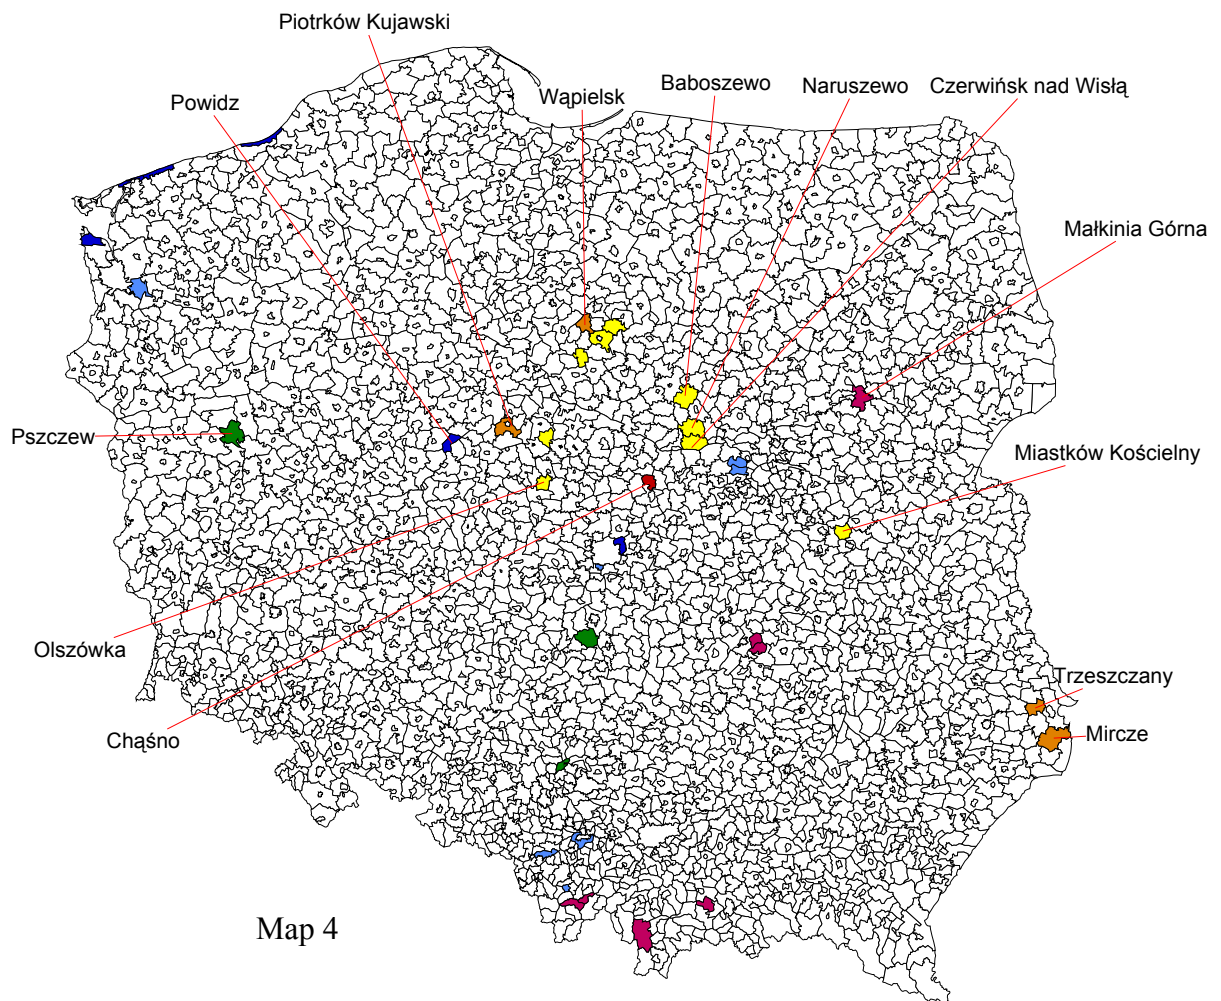 Piotrków Kujawski
Powidz
Wąpielsk
Baboszewo
Naruszewo
Czerwińsk nad Wisłą
Małkinia Górna
Pszczew
Miastków Kościelny
Olszówka
Trzeszczany
Chąśno
Mircze
Map 4